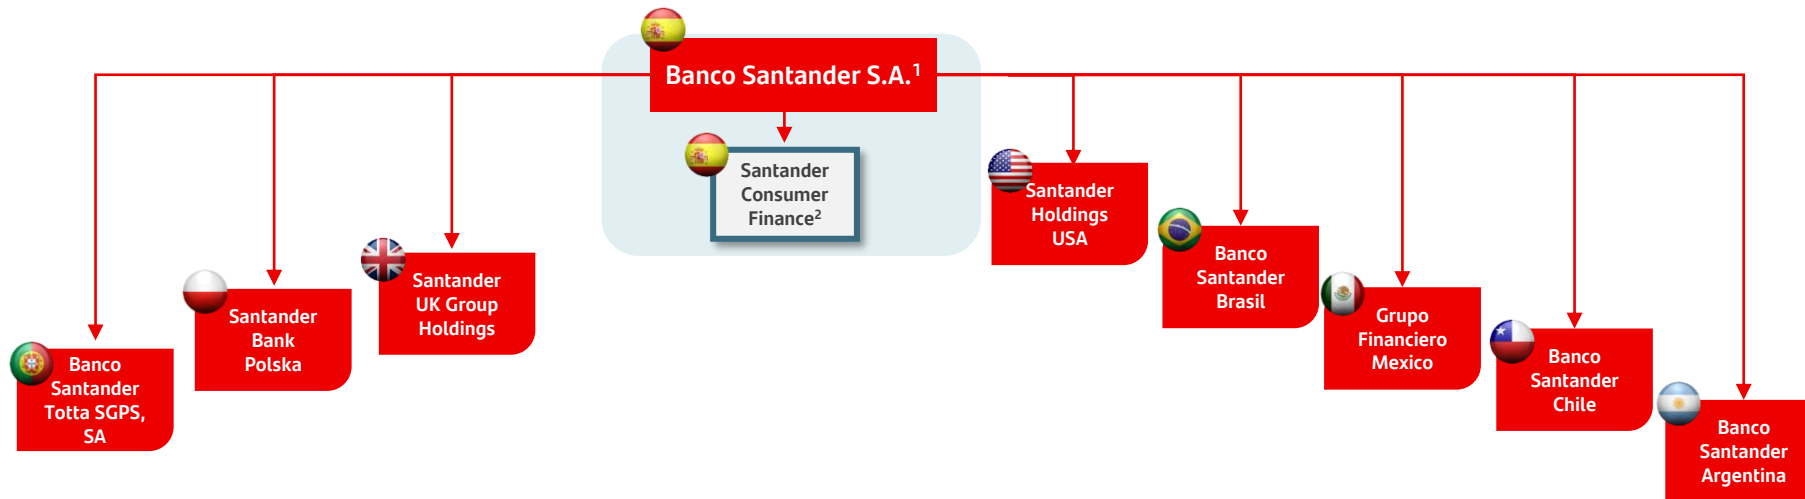 Banco Santander S.A.1
Santander
Consumer
Finance2
Santander
Holdings
USA
Banco
Santander
Brasil
Santander
UK Group
Holdings
Grupo
Financiero
Mexico
Santander
Bank
Polska
Banco
Santander
Chile
Banco
Santander
Totta SGPS,
SA
Banco
Santander
Argentina